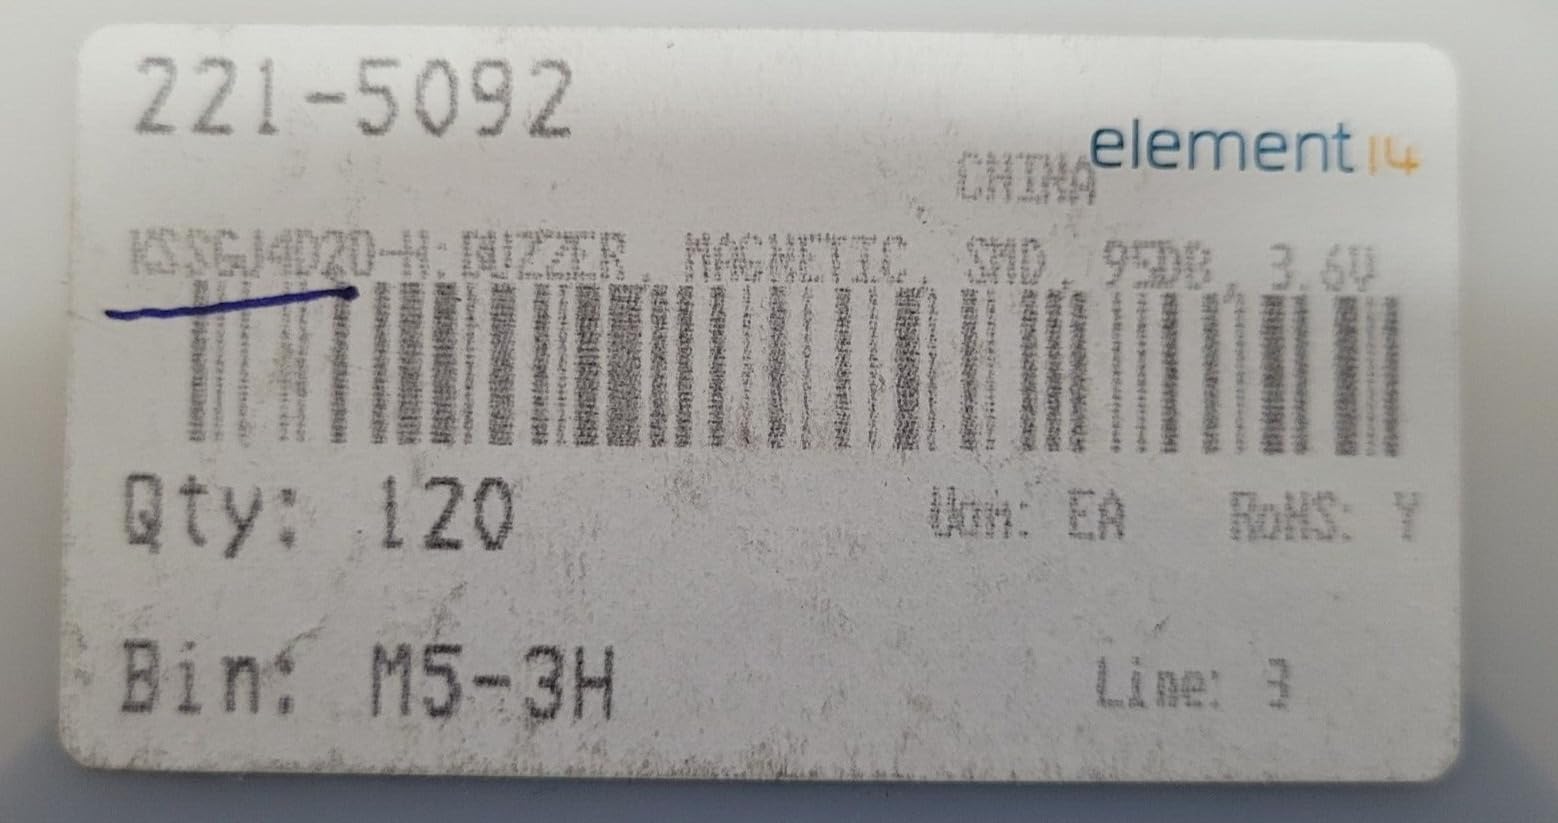 221-5092
element14
CHINA
KSSGJ4D20-H:BUZZER, MAGNETIC, SMD, 95DB, 3.6V
Qty: 120
Uom: EA
RoHS: Y
Bin: M5-3H
Line: 3